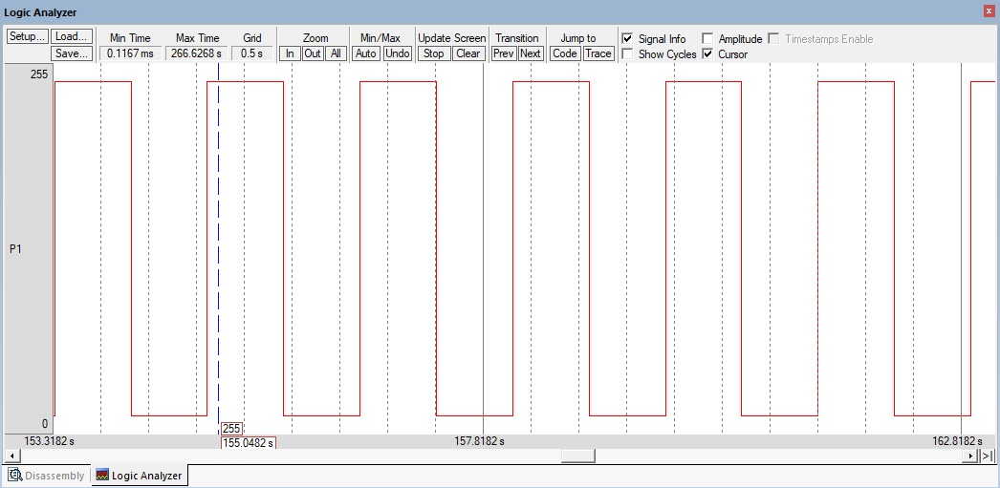 Logic Analyzer
Setup... Load... Min Time Max Time Grid Zoom Min/Max Update Screen Transition Jump to Signal Info Amplitude Timestamps Enable
Save... 0.1167 ms 266.6268 s 0.5 s In Out All Auto Undo Stop Clear Prev Next Code Trace Show Cycles Cursor
255
P1
0
255
153.3182 s 155.0482 s 157.8182 s 162.8182 s
Disassembly Logic Analyzer